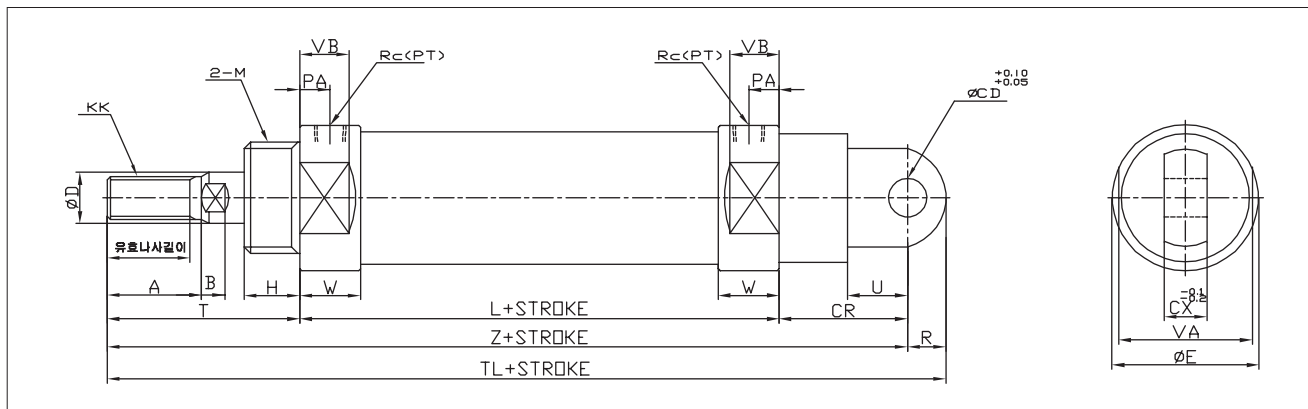 VB
Rc(PT)
PA
2-M
KK
ØD
유효나사길이
A
B
H
W
T
L+STROKE
Z+STROKE
TL+STROKE
VB
Rc(PT)
PA
ØCD +0.10 +0.05
W
U
CR
R
CX -0.1 -0.2
VA
ØE